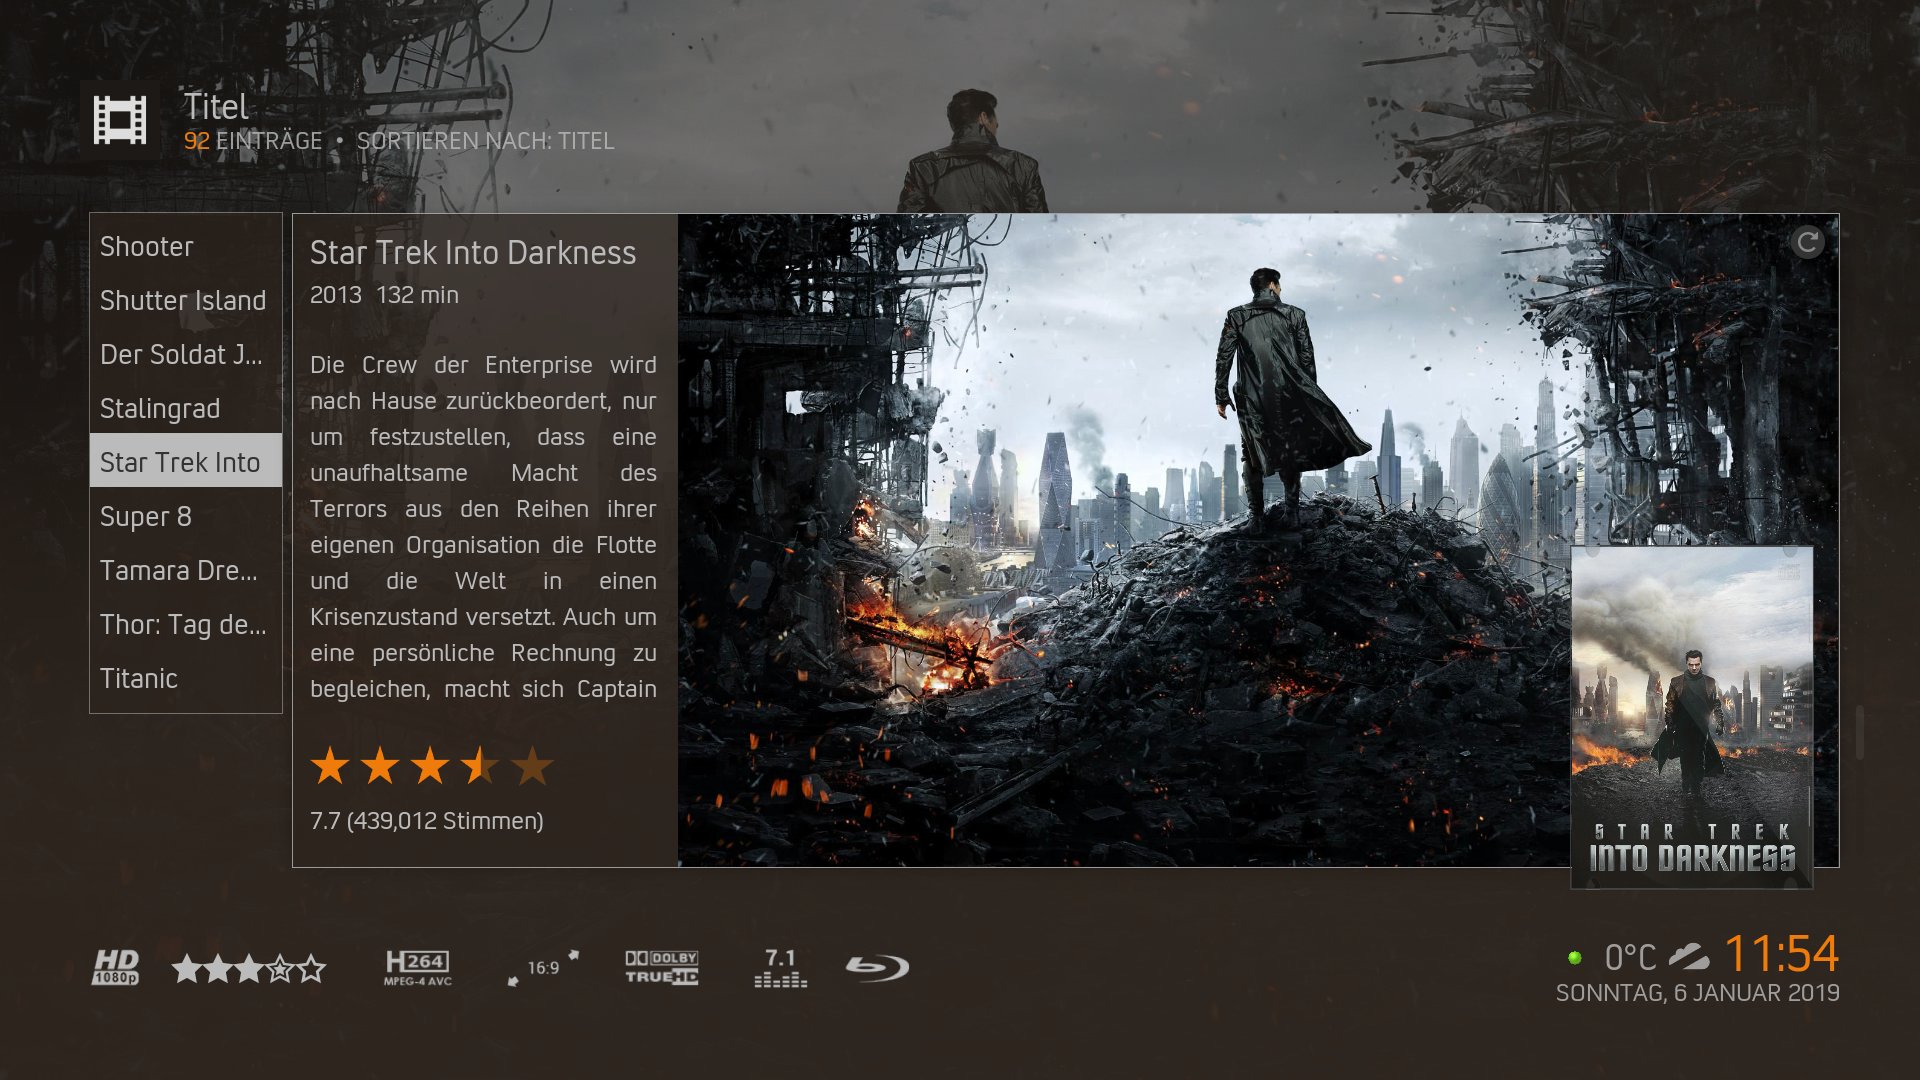 Titel
92 EINTRÄGE • SORTIEREN NACH: TITEL
Shooter
Shutter Island
Der Soldat J...
Stalingrad
Star Trek Into
Super 8
Tamara Dre...
Thor: Tag de...
Titanic
Star Trek Into Darkness
2013 132 min
Die Crew der Enterprise wird
nach Hause zurückbeordert, nur
um festzustellen, dass eine
unaufhaltsame Macht des
Terrors aus den Reihen ihrer
eigenen Organisation die Flotte
und die Welt in einen
Krisenzustand versetzt. Auch um
eine persönliche Rechnung zu
begleichen, macht sich Captain
7.7 (439,012 Stimmen)
STAR TREK
INTO DARKNESS
HD
1080p
H264
MPEG-4 AVC
16:9
DOLBY
TRUEHD
7.1
0°C 11:54
SONNTAG, 6 JANUAR 2019